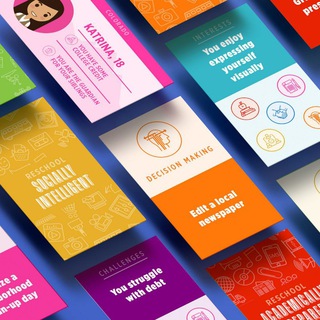 COLORADO
KATRINA, 18
YOU HAVE SOME
COLLEGE CREDIT
YOU ARE THE GUARDIAN
FOR YOUR SIBLINGS
INTERESTS
You enjoy
expressing
yourself
visually
RESCHOOL
SOCIALLY
INTELLIGENT
DECISION MAKING
Edit a local
newspaper
CHALLENGES
You struggle
with debt
RESCHOOL
ACADEMICALLY